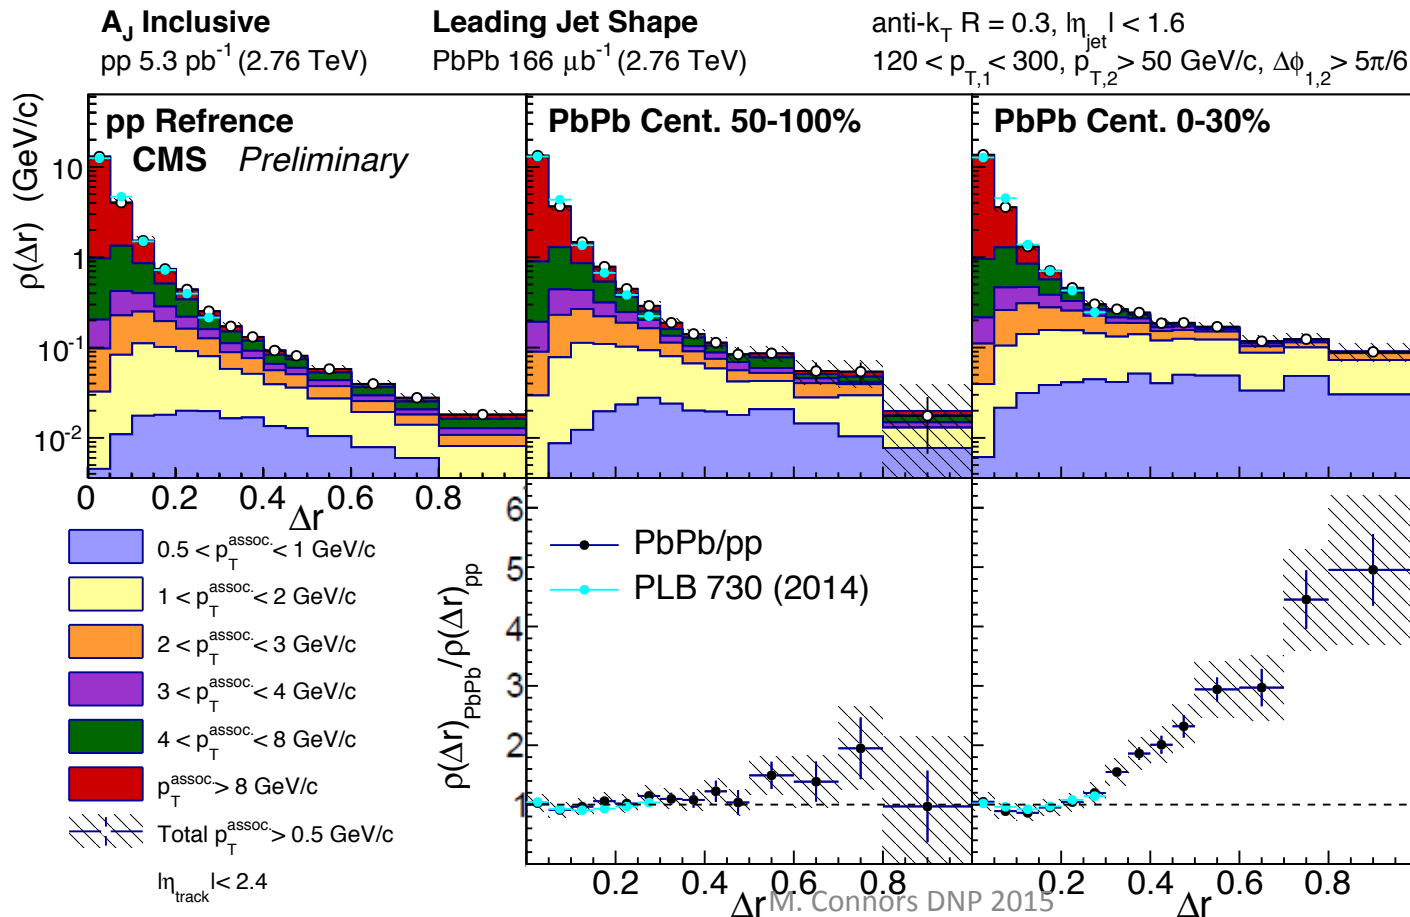 A_J Inclusive
pp 5.3 pb⁻¹ (2.76 TeV)
Leading Jet Shape
PbPb 166 μb⁻¹ (2.76 TeV)
anti-k_T R = 0.3, |η_jet| < 1.6
120 < p_T,1 < 300, p_T,2 > 50 GeV/c, Δϕ_1,2 > 5π/6
pp Refrence
CMS Preliminary
PbPb Cent. 50-100%
PbPb Cent. 0-30%
ρ(Δr) (GeV/c)
10
1
10⁻¹
10⁻²
0 0.2 0.4 0.6 0.8
Δr
0.5 < p_T^assoc. < 1 GeV/c
1 < p_T^assoc. < 2 GeV/c
2 < p_T^assoc. < 3 GeV/c
3 < p_T^assoc. < 4 GeV/c
4 < p_T^assoc. < 8 GeV/c
p_T^assoc. > 8 GeV/c
Total p_T^assoc. > 0.5 GeV/c
|η_track| < 2.4
ρ(Δr)_PbPb/ρ(Δr)_pp
6
5
4
3
2
1
PbPb/pp
PLB 730 (2014)
0.2 0.4 0.6 0.8
Δr
0.2 0.4 0.6 0.8
Δr
M. Connors DNP 2015